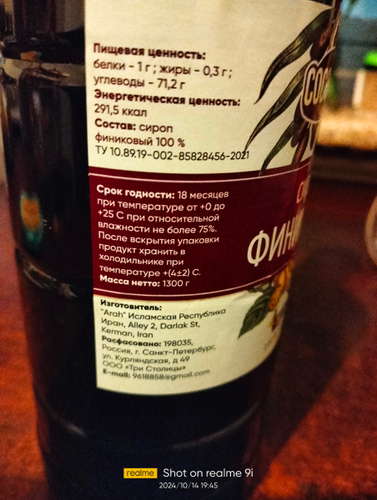 Пищевая ценность:
белки - 1 г ; жиры - 0,3 г ;
углеводы - 71,2 г
Энергетическая ценность:
291,5 ккал
Состав: сироп
финиковый 100 %
ТУ 10.89.19-002-85828456-2021
Срок годности: 18 месяцев
при температуре от +0 до
+25 С при относительной
влажности не более 75%.
После вскрытия упаковки
продукт хранить в
холодильнике при
температуре +(4±2) С.
Масса нетто: 1300 г
Изготовитель:
"Arah" Исламская Республика
Иран, Alley 2, Darlak St,
Kerman, Iran
Расфасовано: 198035,
Россия, г. Санкт-Петербург,
ул. Курляндская, д 49
ООО «Три Столицы»
E-mail: 9618858@gmail.com
realme Shot on realme 9i
2024/10/14 19:45